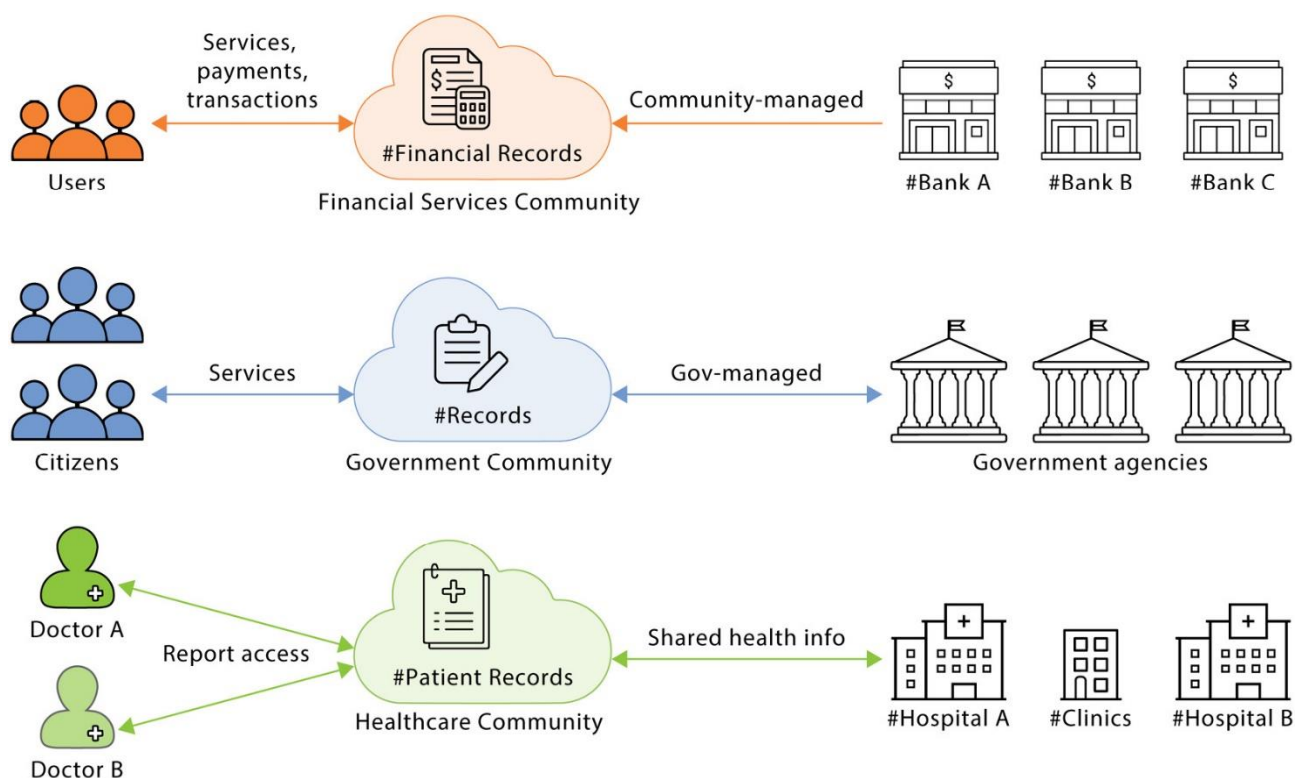 Services,
payments,
transactions
Community-managed
$
$
$
$
#Financial Records
Users
Financial Services Community
#Bank A
#Bank B
#Bank C
Services
Gov-managed
#Records
Citizens
Government Community
Government agencies
Doctor A
Report access
Shared health info
#Patient Records
Healthcare Community
#Hospital A
#Clinics
#Hospital B
Doctor B